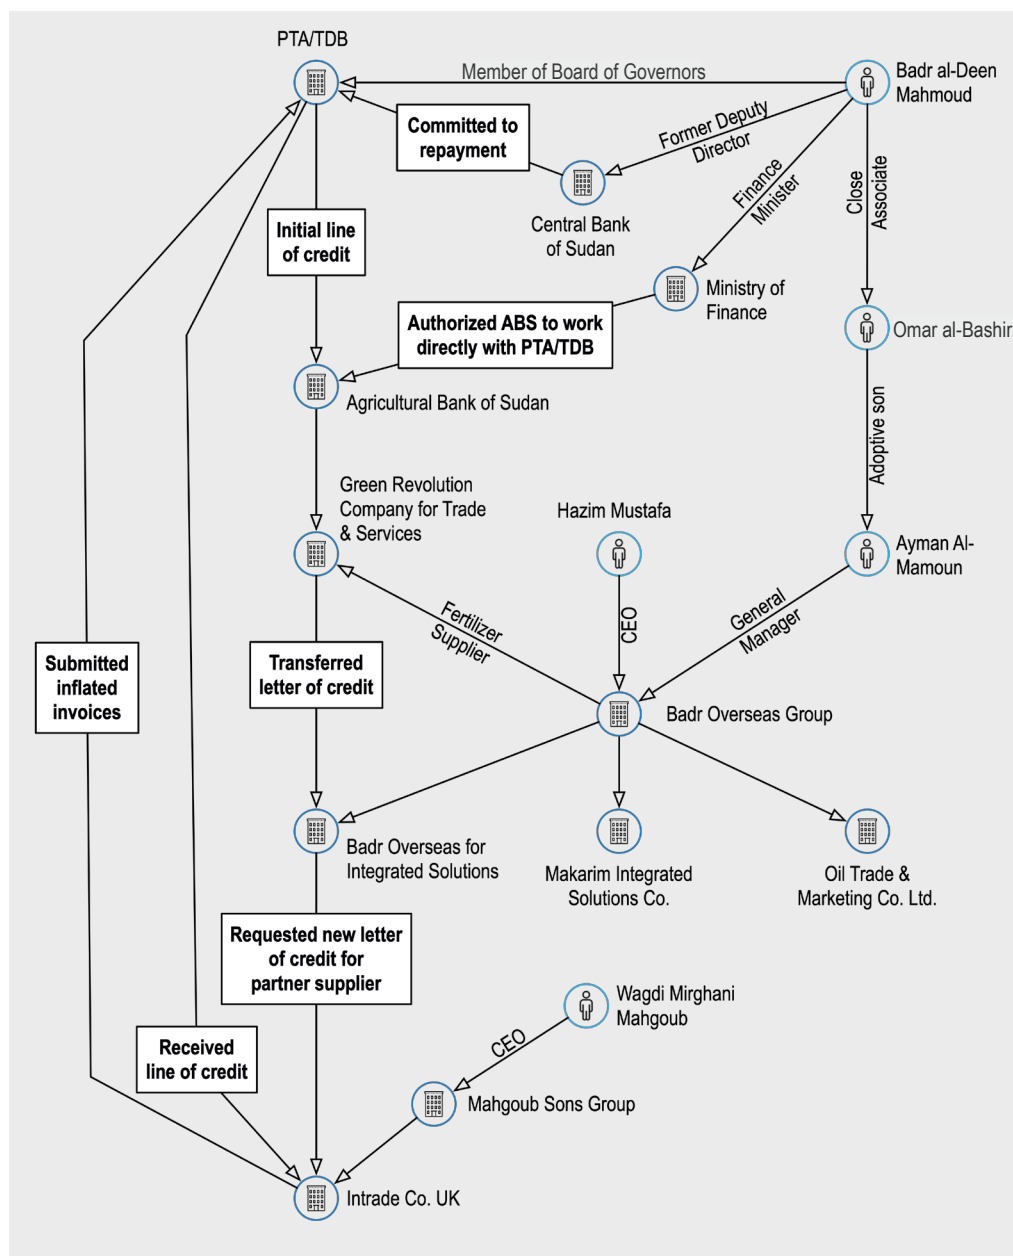 PTA/TDB
Member of Board of Governors
Badr al-Deen
Mahmoud
Committed to
repayment
Former Deputy
Director
Finance
Minister
Close
Associate
Central Bank
of Sudan
Initial line
of credit
Ministry of
Finance
Authorized ABS to work
directly with PTA/TDB
Omar al-Bashir
Agricultural Bank of Sudan
Adoptive son
Green Revolution
Company for Trade
& Services
Hazim Mustafa
Ayman Al-
Mamoun
Fertilizer
Supplier
CEO
General
Manager
Submitted
inflated
invoices
Transferred
letter of credit
Badr Overseas Group
Badr Overseas for
Integrated Solutions
Makarim Integrated
Solutions Co.
Oil Trade &
Marketing Co. Ltd.
Requested new letter
of credit for
partner supplier
Wagdi Mirghani
Mahgoub
CEO
Received
line of credit
Mahgoub Sons Group
Intrade Co. UK